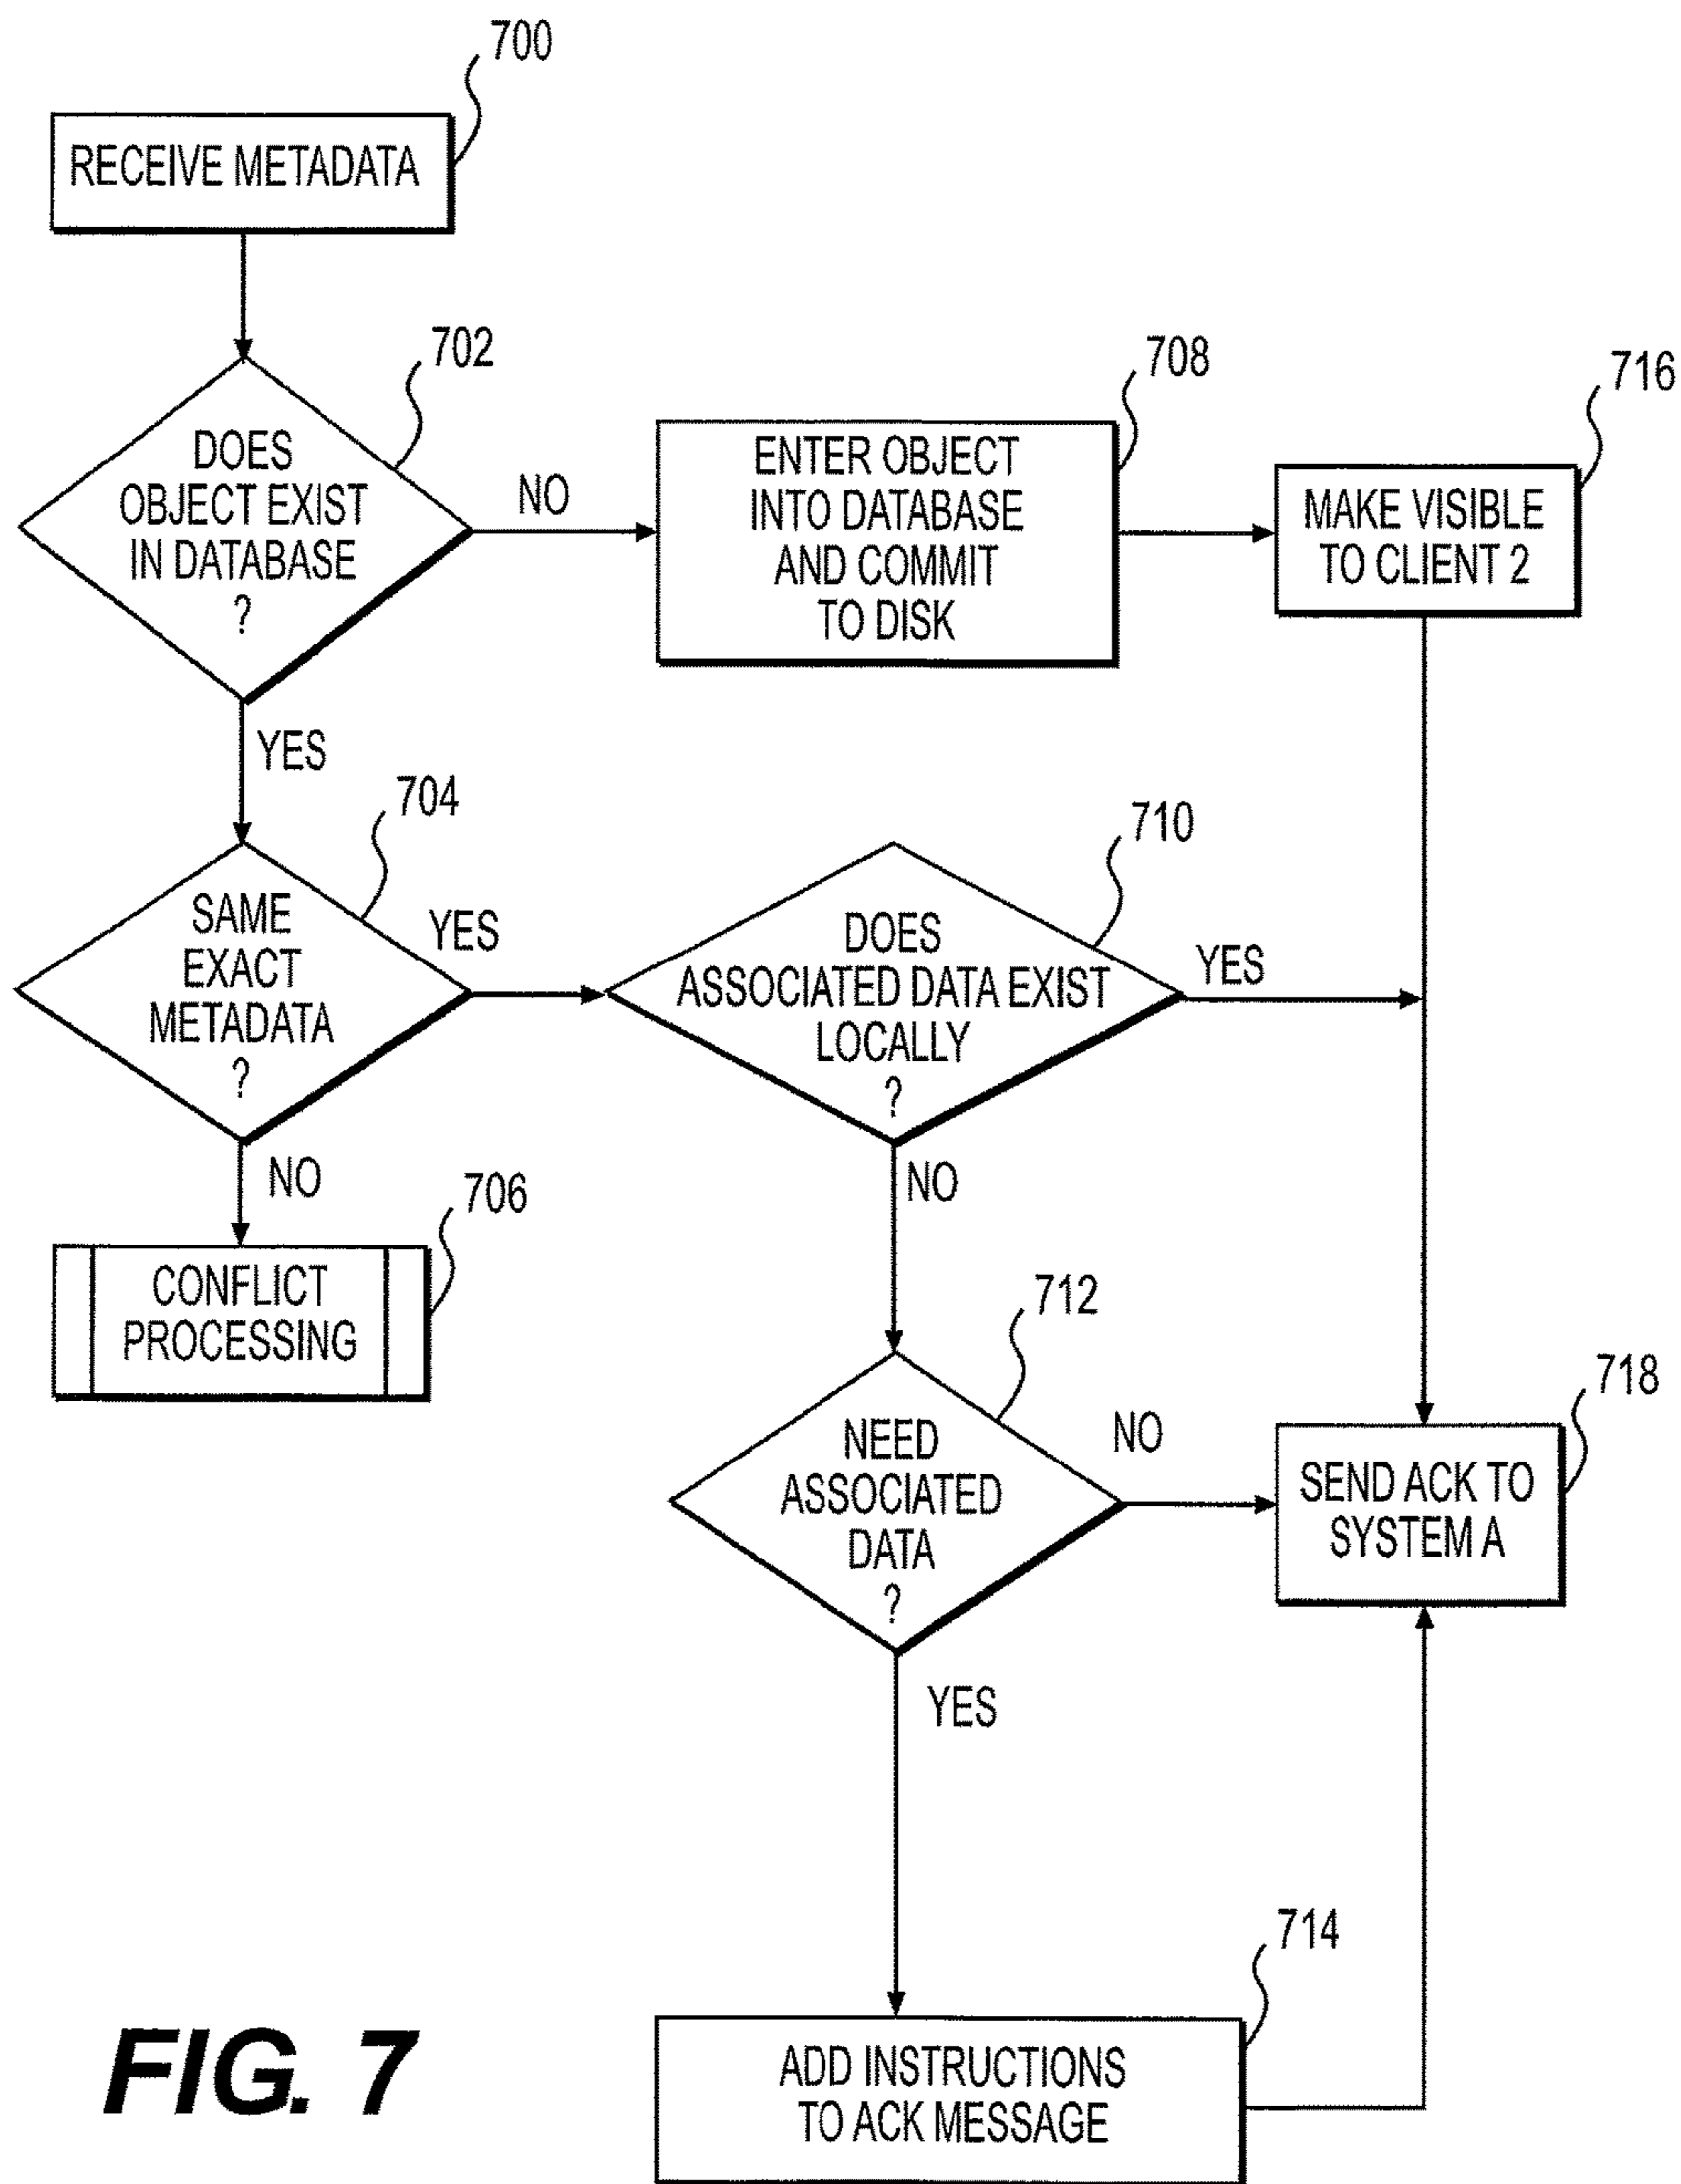 700
RECEIVE METADATA
702
DOES
OBJECT EXIST
IN DATABASE
?
NO
708
ENTER OBJECT
INTO DATABASE
AND COMMIT
TO DISK
716
MAKE VISIBLE
TO CLIENT 2
YES
704
SAME
EXACT
METADATA
?
YES
710
DOES
ASSOCIATED DATA EXIST
LOCALLY
?
YES
NO
706
CONFLICT
PROCESSING
NO
712
NEED
ASSOCIATED
DATA
?
NO
718
SEND ACK TO
SYSTEM A
YES
714
ADD INSTRUCTIONS
TO ACK MESSAGE
FIG. 7